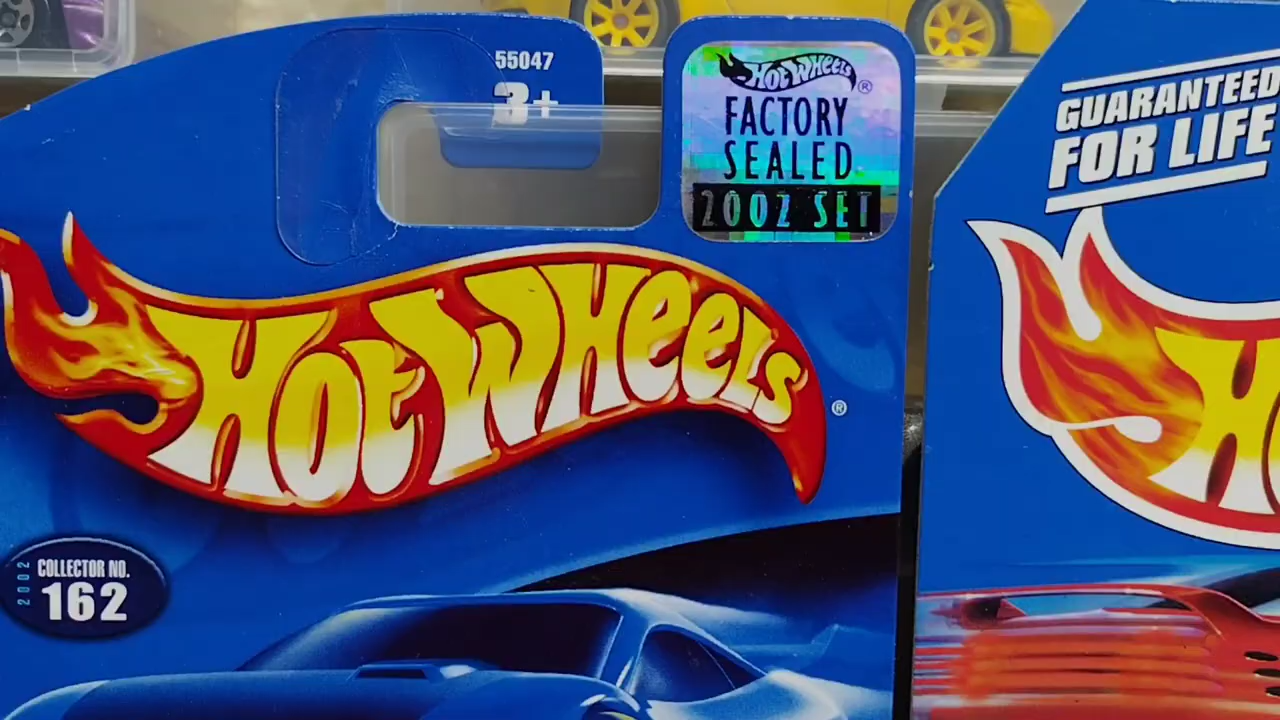 55047
3+
HOT WHEELS ®
FACTORY
SEALED
2002 SET
HOT WHEELS ®
2002
COLLECTOR NO.
162
GUARANTEED
FOR LIFE
H